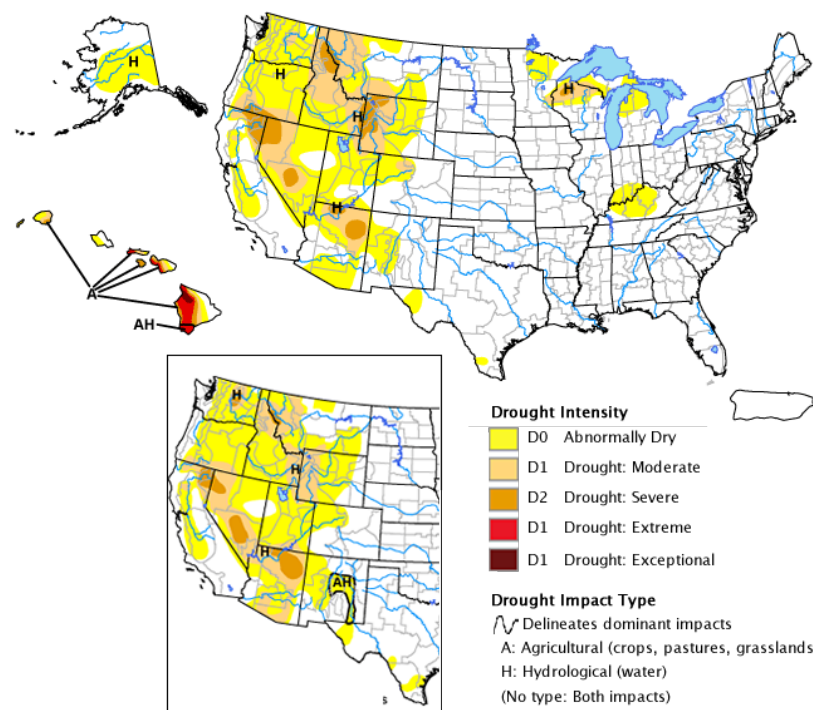 H
H
H
H
H
A
AH
H
H
H
AH
s
Drought Intensity
D0 Abnormally Dry
D1 Drought: Moderate
D2 Drought: Severe
D1 Drought: Extreme
D1 Drought: Exceptional
Drought Impact Type
Delineates dominant impacts
A: Agricultural (crops, pastures, grasslands
H: Hydrological (water)
(No type: Both impacts)